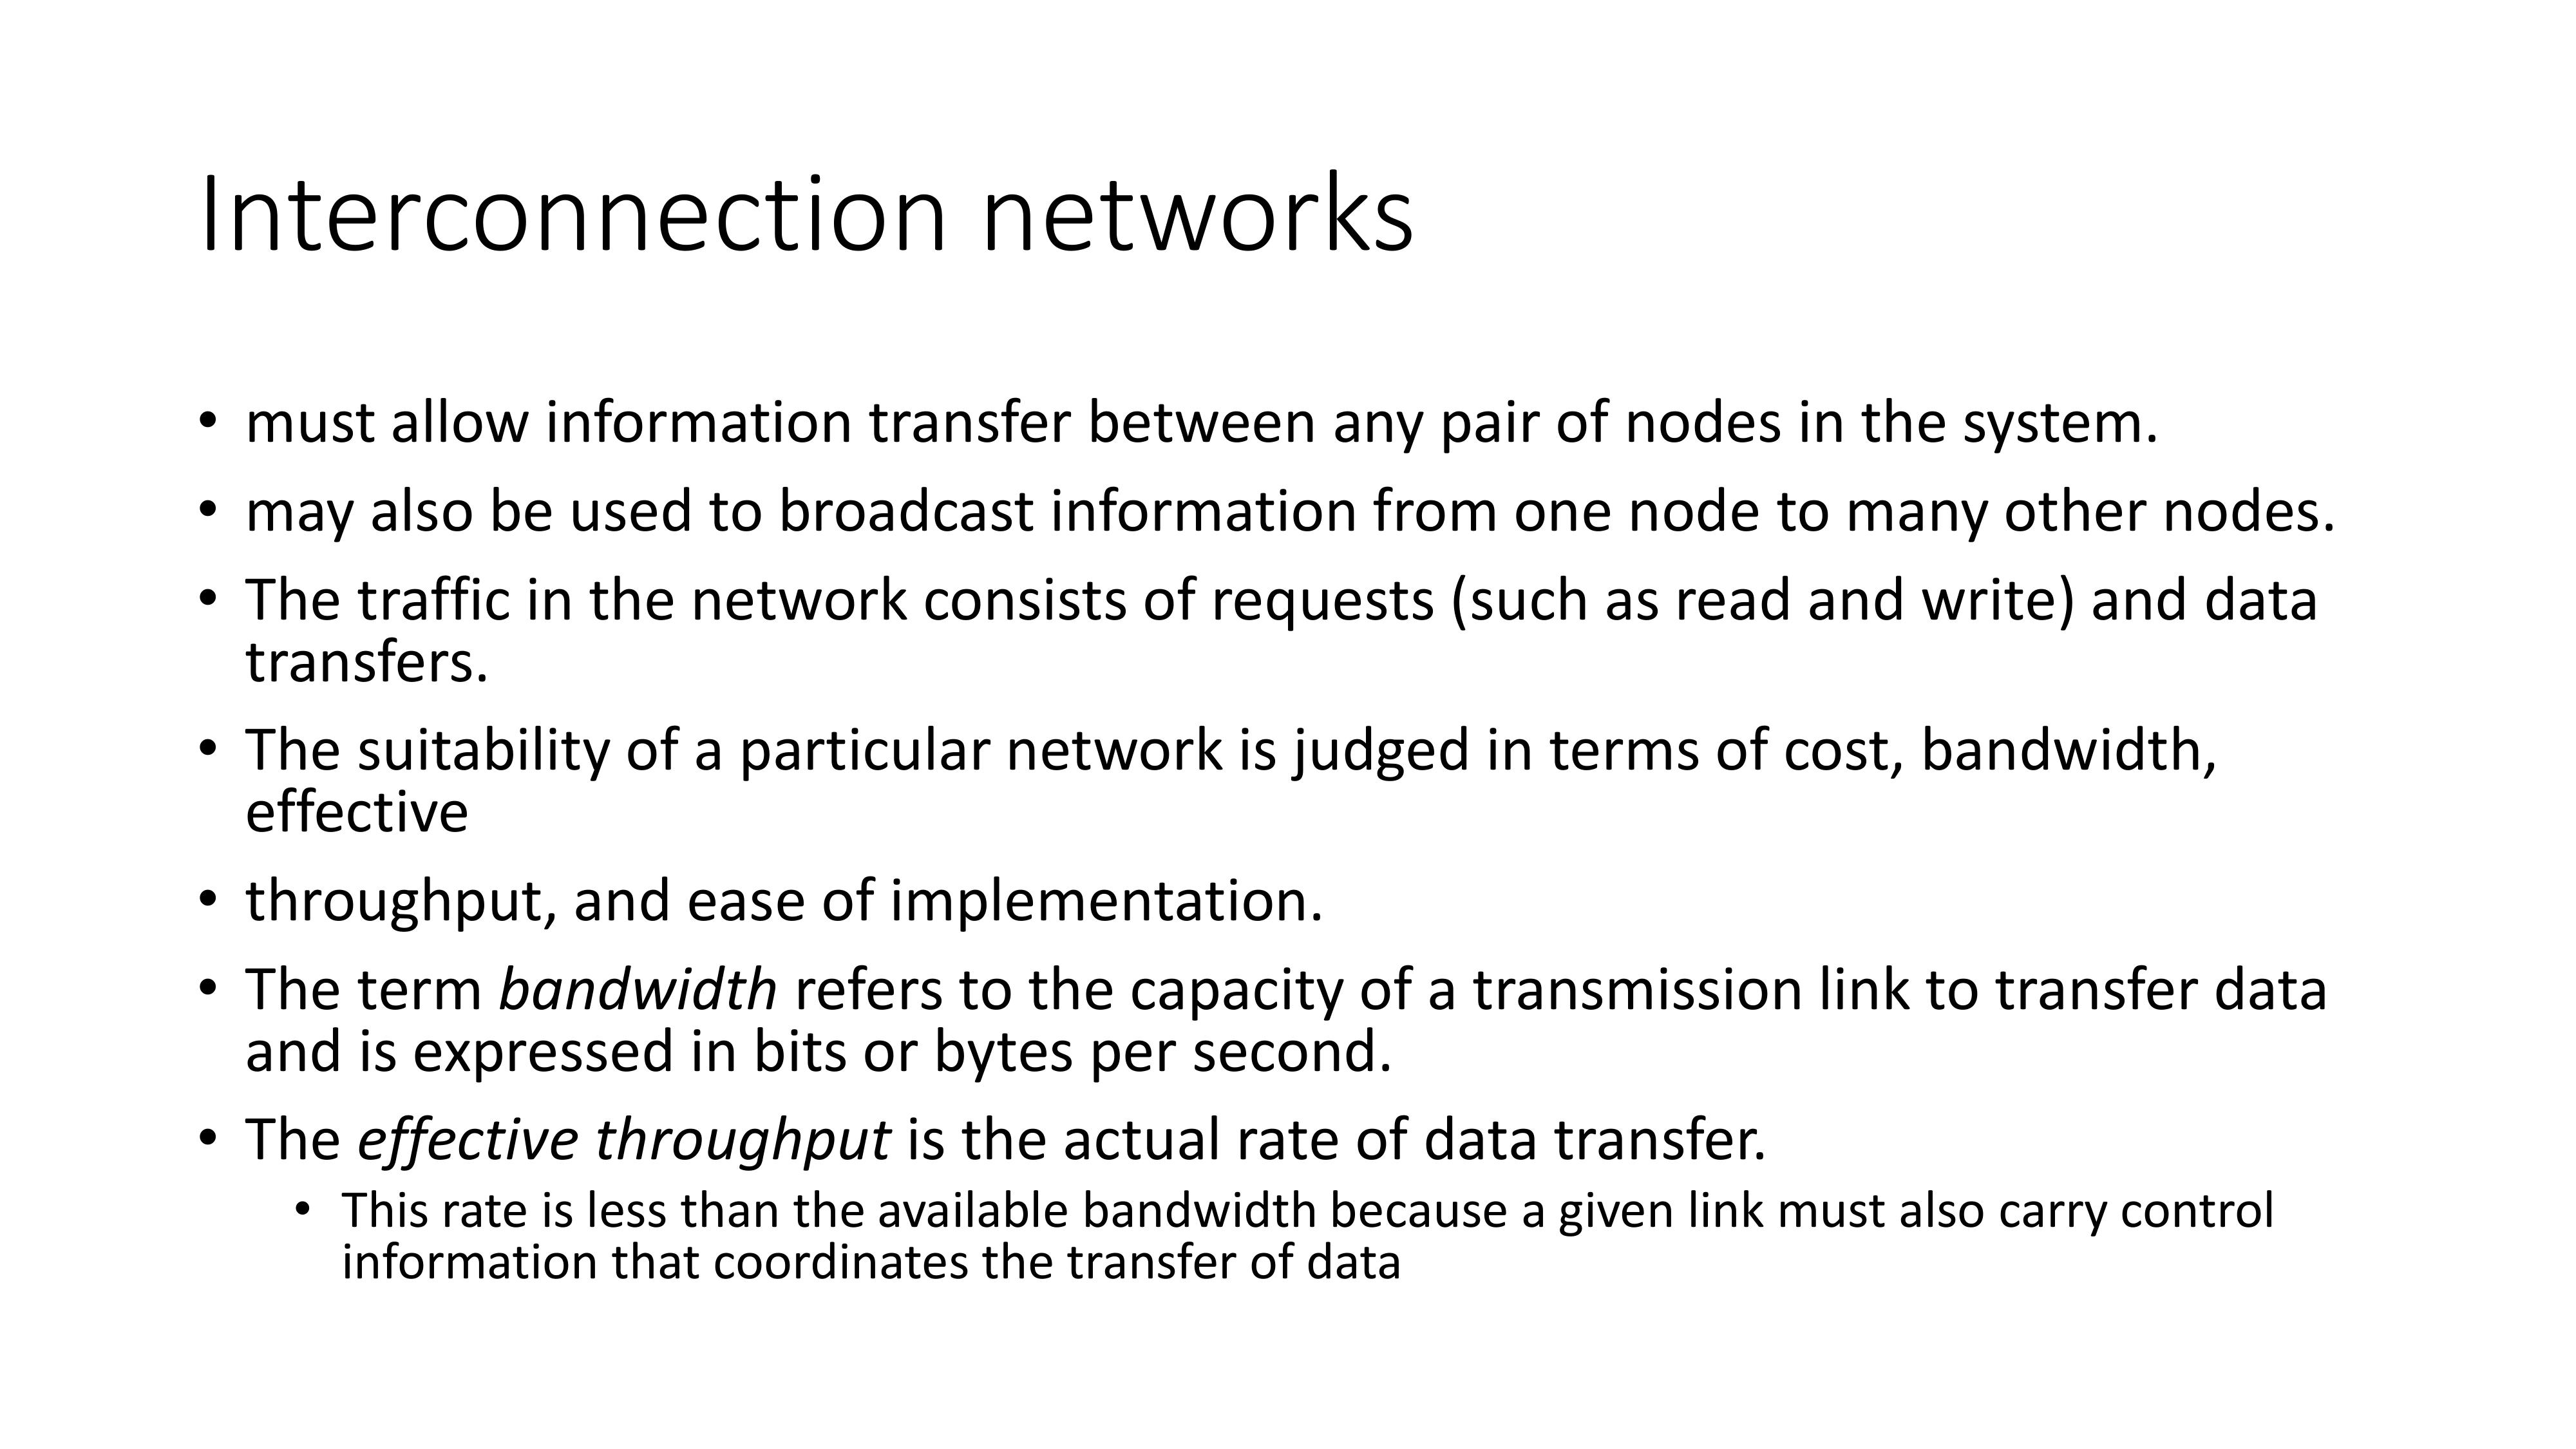 Interconnection networks
• must allow information transfer between any pair of nodes in the system.
• may also be used to broadcast information from one node to many other nodes.
• The traffic in the network consists of requests (such as read and write) and data
transfers.
• The suitability of a particular network is judged in terms of cost, bandwidth,
effective
• throughput, and ease of implementation.
• The term bandwidth refers to the capacity of a transmission link to transfer data
and is expressed in bits or bytes per second.
• The effective throughput is the actual rate of data transfer.
• This rate is less than the available bandwidth because a given link must also carry control
information that coordinates the transfer of data